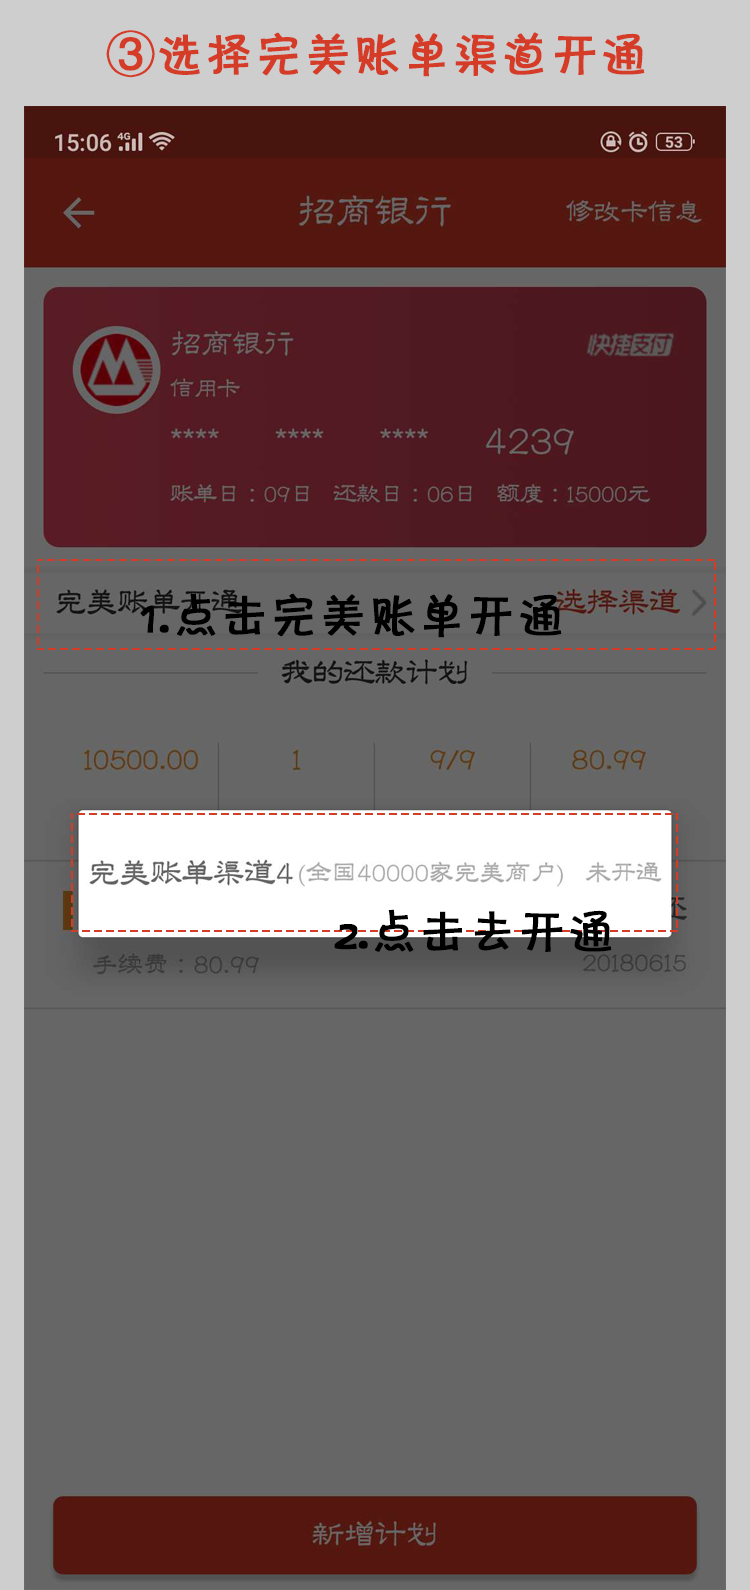 ③选择完美账单渠道开通
15:06 4G 53
招商银行 修改卡信息
招商银行 快捷支付
信用卡
**** **** **** 4239
账单日：09日 还款日：06日 额度：15000元
完美账单开通 选择渠道
1.点击完美账单开通
我的还款计划
10500.00 1 9/9 80.99
完美账单渠道4(全国40000家完美商户) 未开通
还
2.点击去开通
手续费：80.99 20180615
新增计划